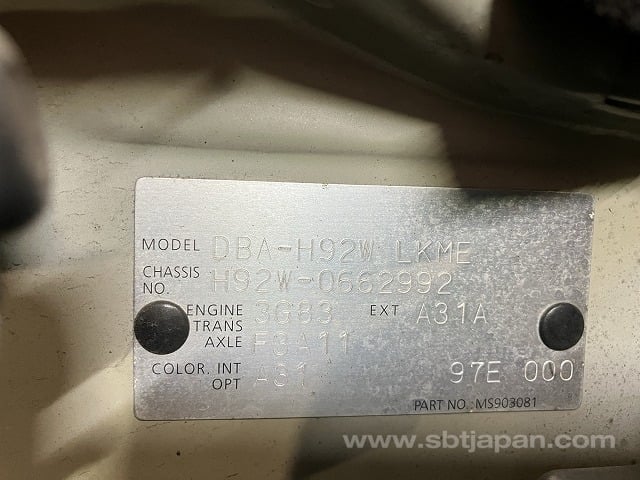 MODEL DBA-H92W LKME
CHASSIS NO. H92W-0662992
ENGINE 3G83 EXT A31A
TRANS AXLE F3A11
COLOR. INT OPT A31 97E 000
PART NO. MS903081
www.sbtjapan.com